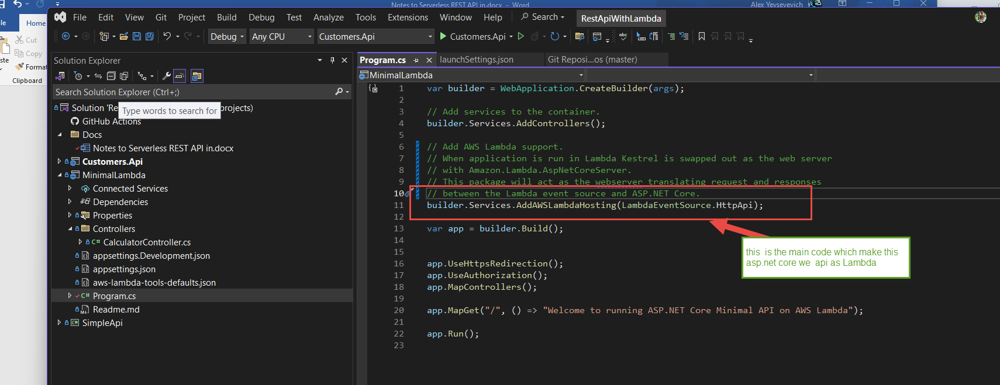 Notes to Serverless REST API in.docx - Word
Alex Yevsevevich
File Edit View Git Project Build Debug Test Analyze Tools Extensions Window Help Search RestApiWithLambda
Home
Debug Any CPU Customers.Api Customers.Api
Cut
Copy
ste
Format
Clipboard
Solution Explorer
Search Solution Explorer (Ctrl+;)
Type words to search for
Solution 'Re projects)
GitHub Actions
Docs
Notes to Serverless REST API in.docx
Customers.Api
MinimalLambda
Connected Services
Dependencies
Properties
Controllers
C# CalculatorController.cs
appsettings.Development.json
appsettings.json
aws-lambda-tools-defaults.json
C# Program.cs
Readme.md
C# SimpleApi
Program.cs launchSettings.json Git Reposi...os (master)
MinimalLambda
1 var builder = WebApplication.CreateBuilder(args);
2
3 // Add services to the container.
4 builder.Services.AddControllers();
5
6 // Add AWS Lambda support.
7 // When application is run in Lambda Kestrel is swapped out as the web server
8 // with Amazon.Lambda.AspNetCoreServer.
9 // This package will act as the webserver translating request and responses
10 // between the Lambda event source and ASP.NET Core.
11 builder.Services.AddAWSLambdaHosting(LambdaEventSource.HttpApi);
12
13 var app = builder.Build();
14
15
16 app.UseHttpsRedirection();
17 app.UseAuthorization();
18 app.MapControllers();
19
20 app.MapGet("/", () => "Welcome to running ASP.NET Core Minimal API on AWS Lambda");
21
22 app.Run();
23
this is the main code which make this
asp.net core we api as Lambda